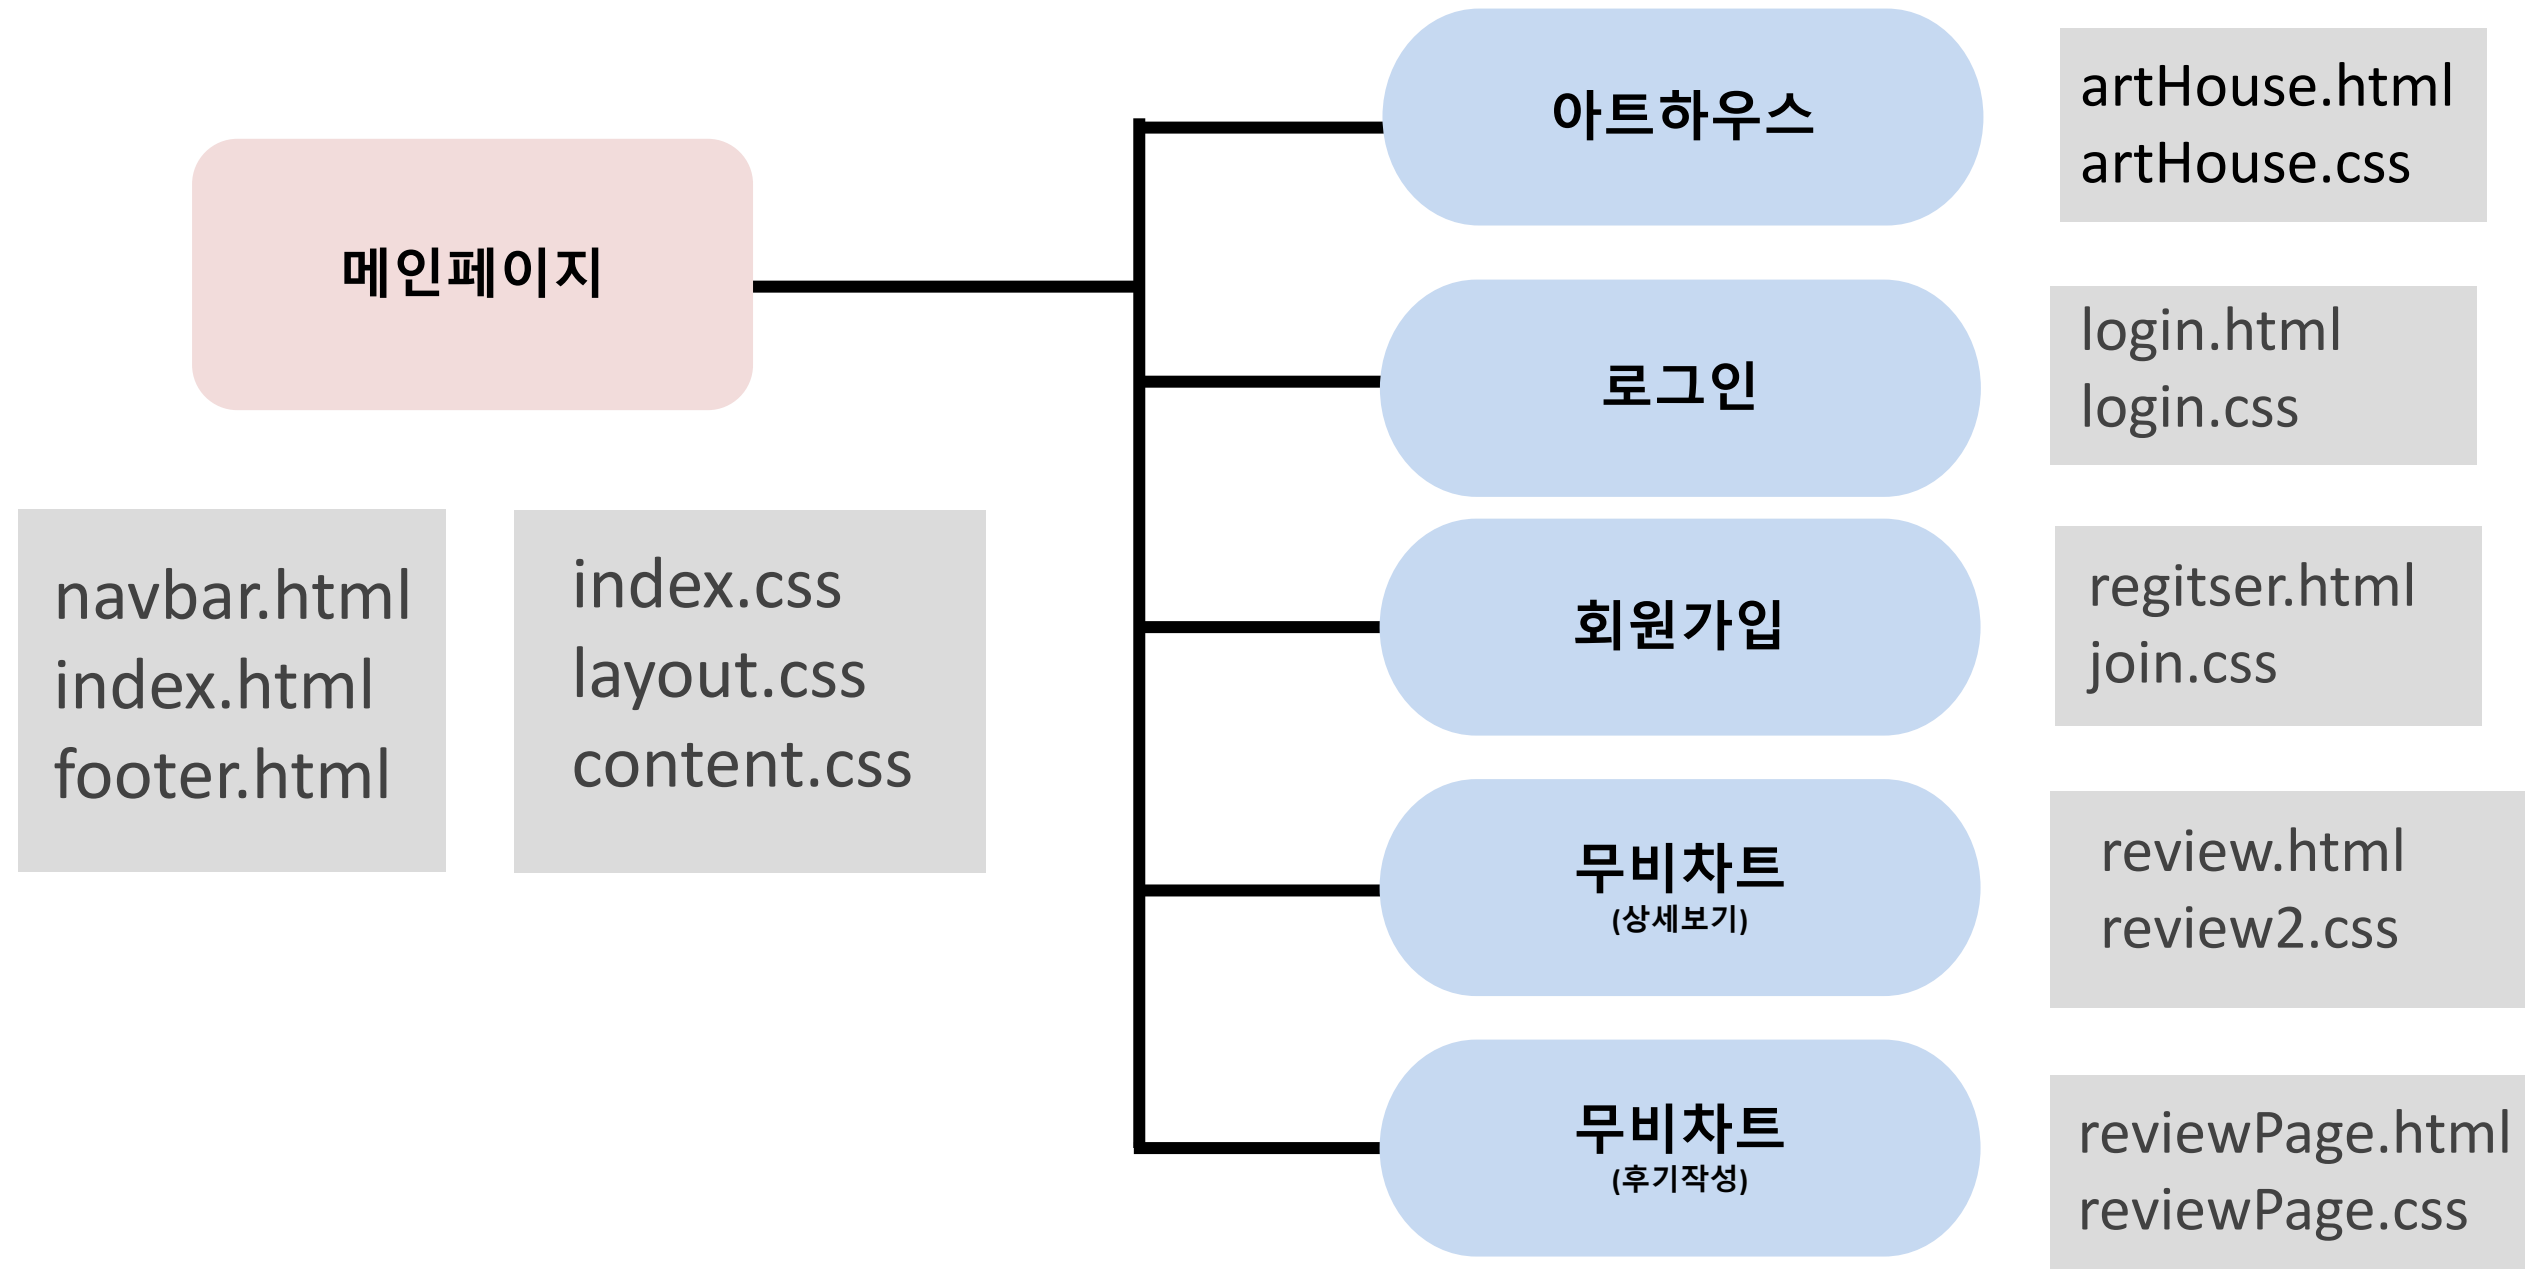 메인페이지
navbar.html
index.html
footer.html
index.css
layout.css
content.css
아트하우스
artHouse.html
artHouse.css
로그인
login.html
login.css
회원가입
regitser.html
join.css
무비차트
(상세보기)
review.html
review2.css
무비차트
(후기작성)
reviewPage.html
reviewPage.css